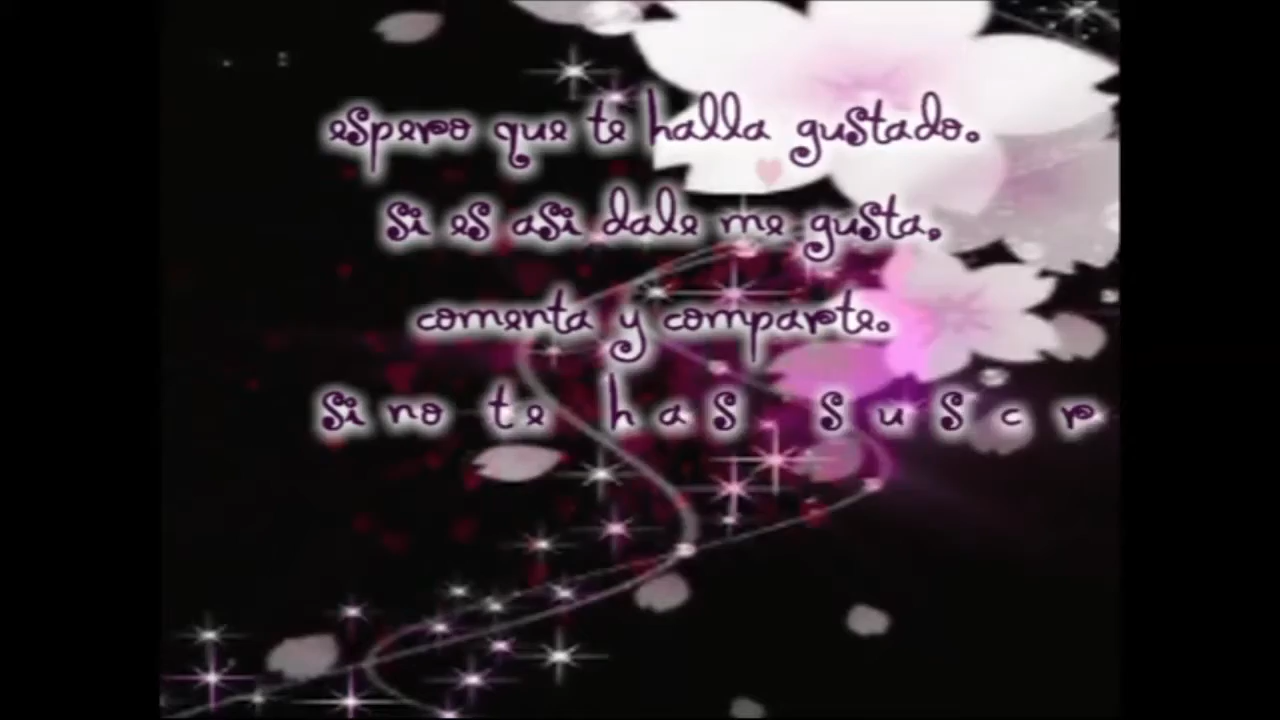 espero que te halla gustado.
si es asi dale me gusta,
comenta y comparte.
si no te has suscr